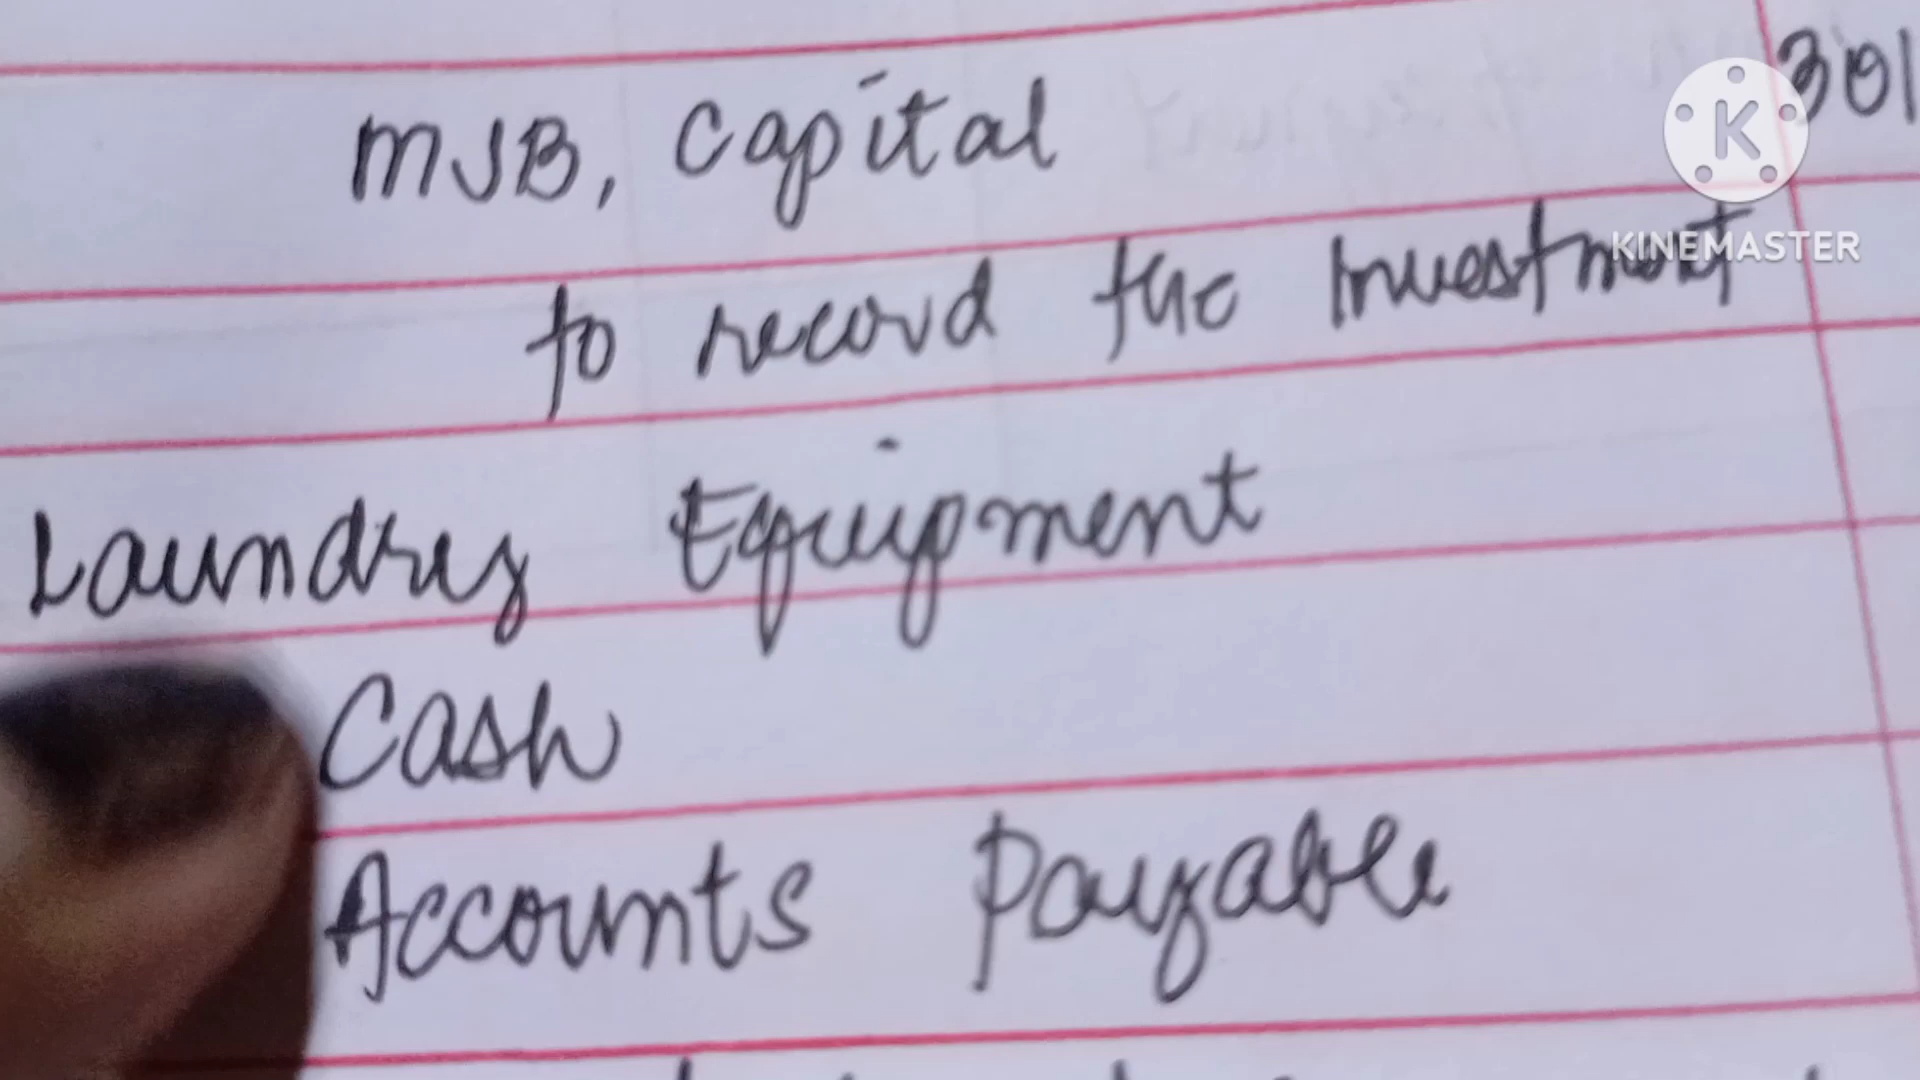 MJB, Capital 301
to record the Investment
Laundry Equipment
Cash
Accounts Payable
K
KINEMASTER